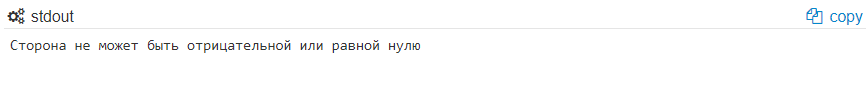 stdout
copy
Сторона не может быть отрицательной или равной нулю